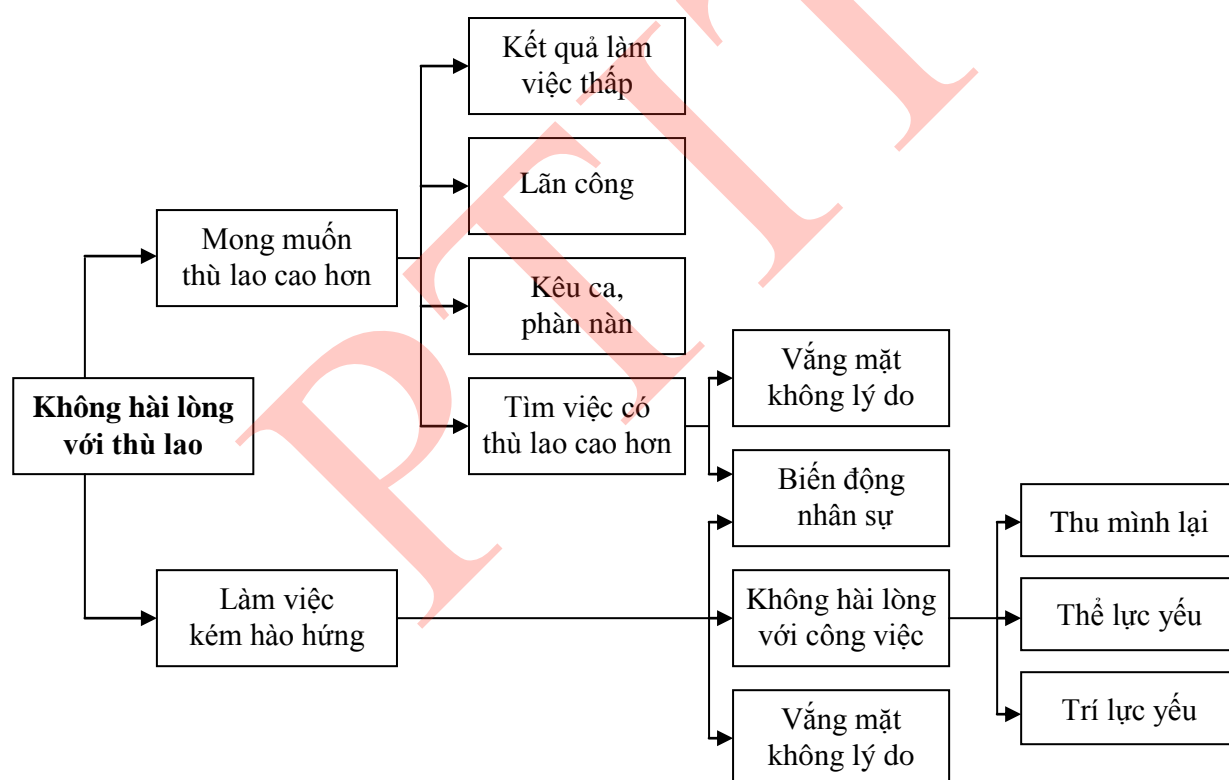 Kết quả làm
việc thấp
Lãn công
Mong muốn
thù lao cao hơn
Kêu ca,
phàn nàn
Vắng mặt
không lý do
Không hài lòng
với thù lao
Tìm việc có
thù lao cao hơn
Biến động
nhân sự
Thu mình lại
Làm việc
kém hào hứng
Không hài lòng
với công việc
Thể lực yếu
Vắng mặt
không lý do
Trí lực yếu
PTIT